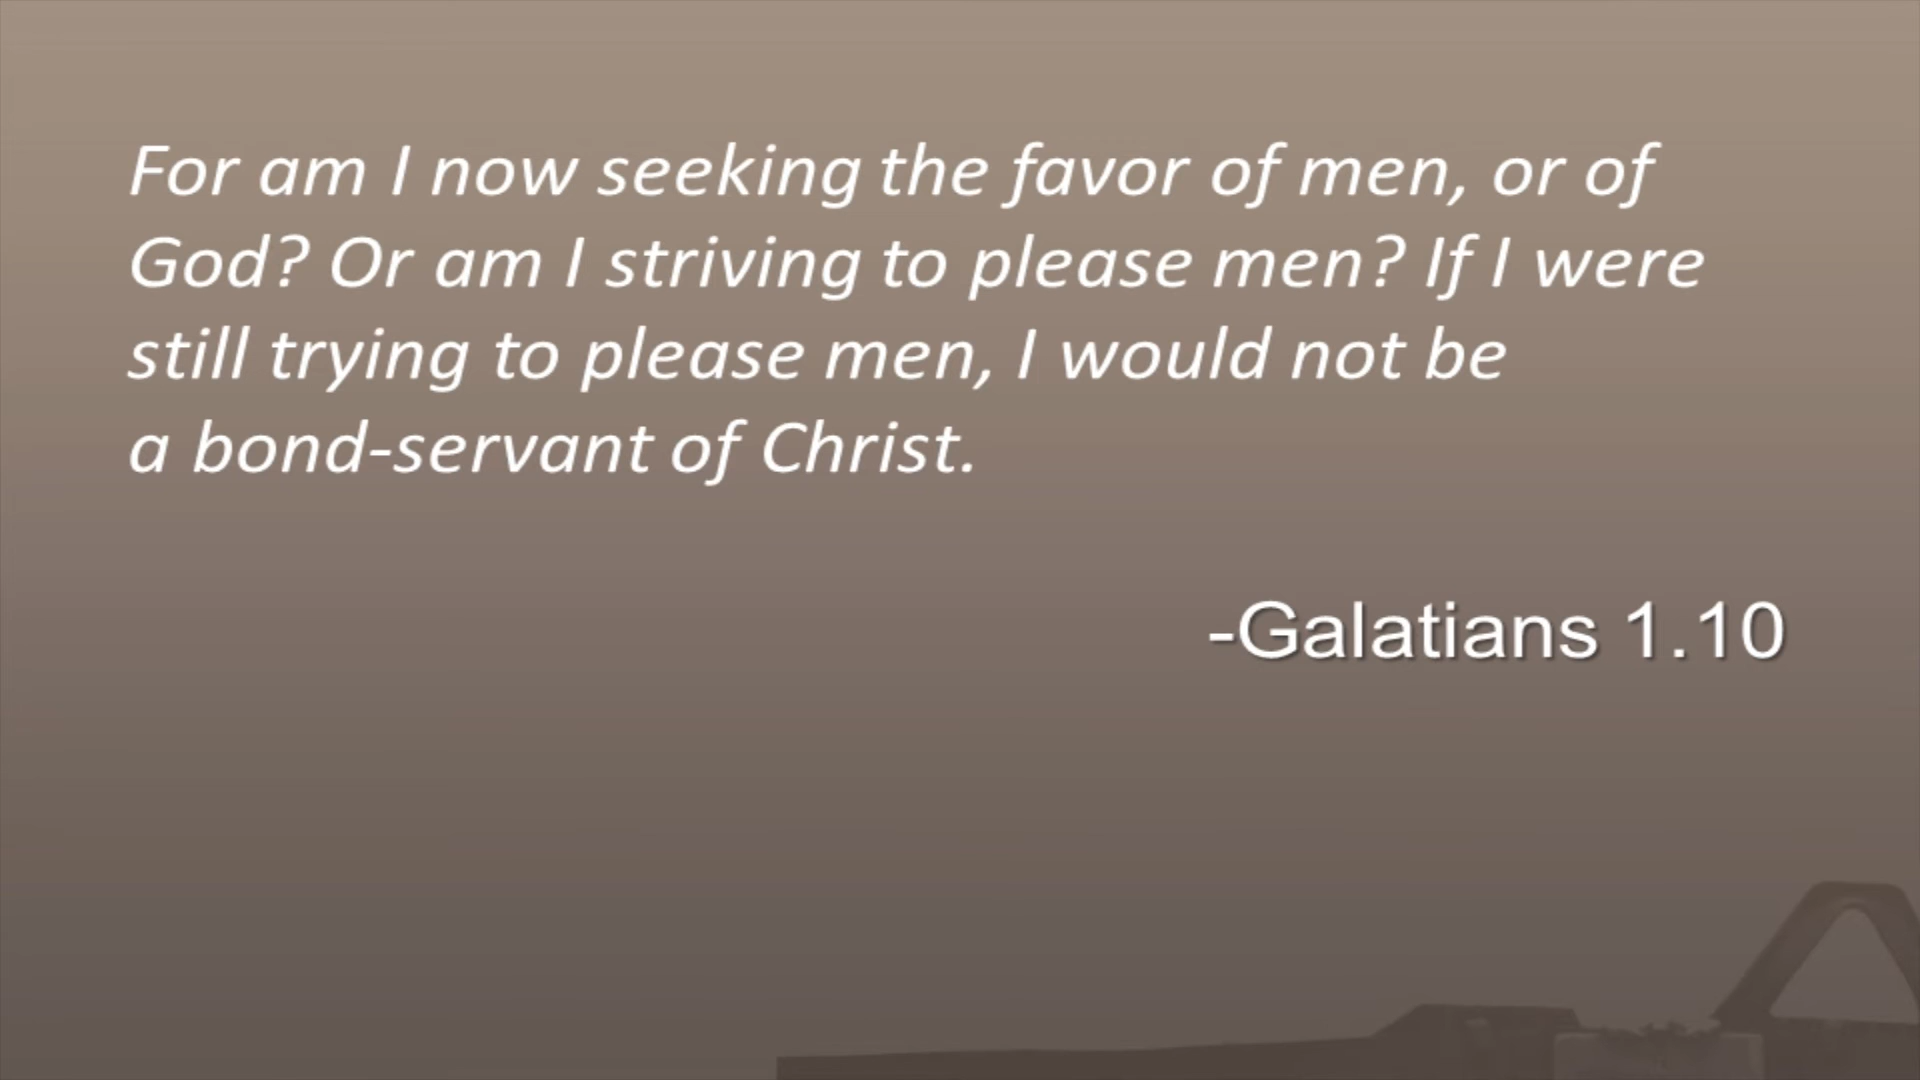 For am I now seeking the favor of men, or of
God? Or am I striving to please men? If I were
still trying to please men, I would not be
a bond-servant of Christ.
-Galatians 1.10